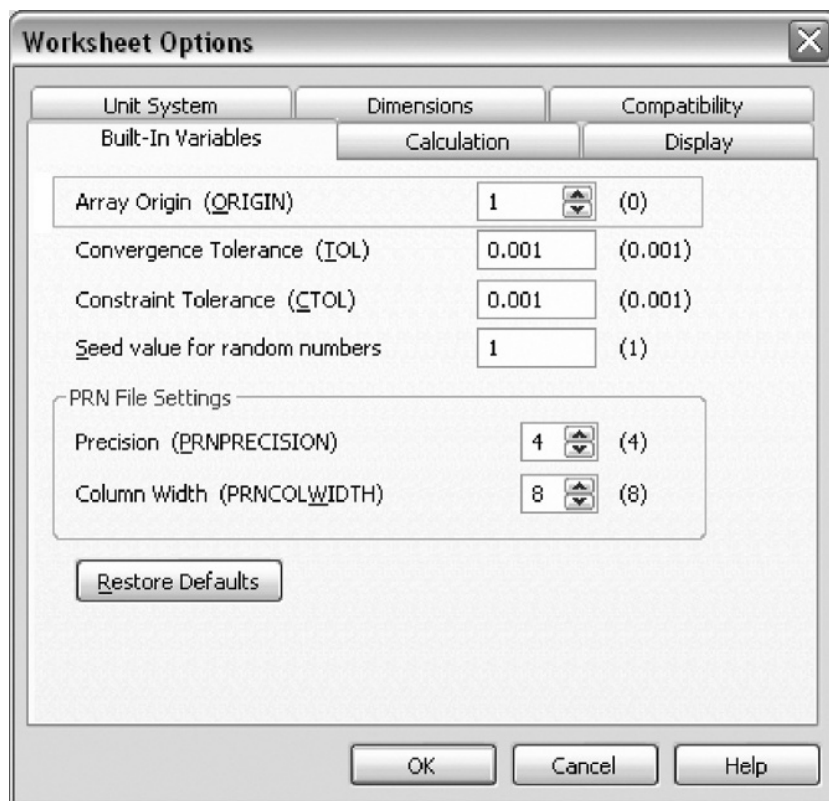 Worksheet Options
Unit System Dimensions Compatibility
Built-In Variables Calculation Display
Array Origin (ORIGIN) 1 (0)
Convergence Tolerance (TOL) 0.001 (0.001)
Constraint Tolerance (CTOL) 0.001 (0.001)
Seed value for random numbers 1 (1)
PRN File Settings
Precision (PRNPRECISION) 4 (4)
Column Width (PRNCOLWIDTH) 8 (8)
Restore Defaults
OK Cancel Help